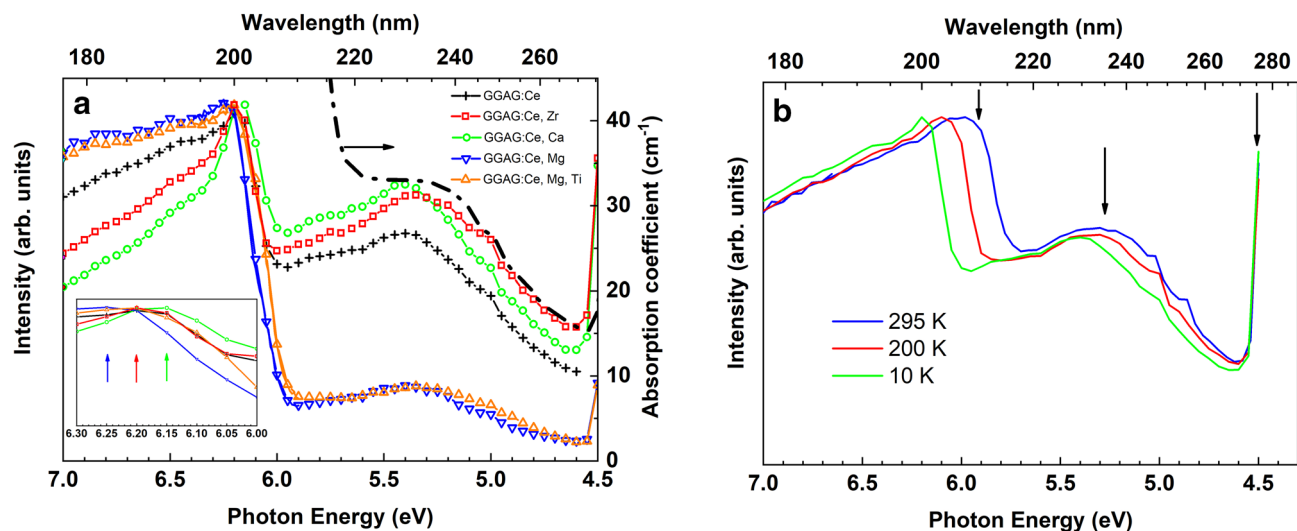 Wavelength (nm)
180 200 220 240 260
a
GGAG:Ce
GGAG:Ce, Zr
GGAG:Ce, Ca
GGAG:Ce, Mg
GGAG:Ce, Mg, Ti
Intensity (arb. units)
40
30
20
10
0
Absorption coefficient (cm⁻¹)
6.30 6.25 6.20 6.15 6.10 6.05 6.00
7.0 6.5 6.0 5.5 5.0 4.5
Photon Energy (eV)
Wavelength (nm)
180 200 220 240 260 280
b
Intensity (arb. units)
295 K
200 K
10 K
7.0 6.5 6.0 5.5 5.0 4.5
Photon Energy (eV)